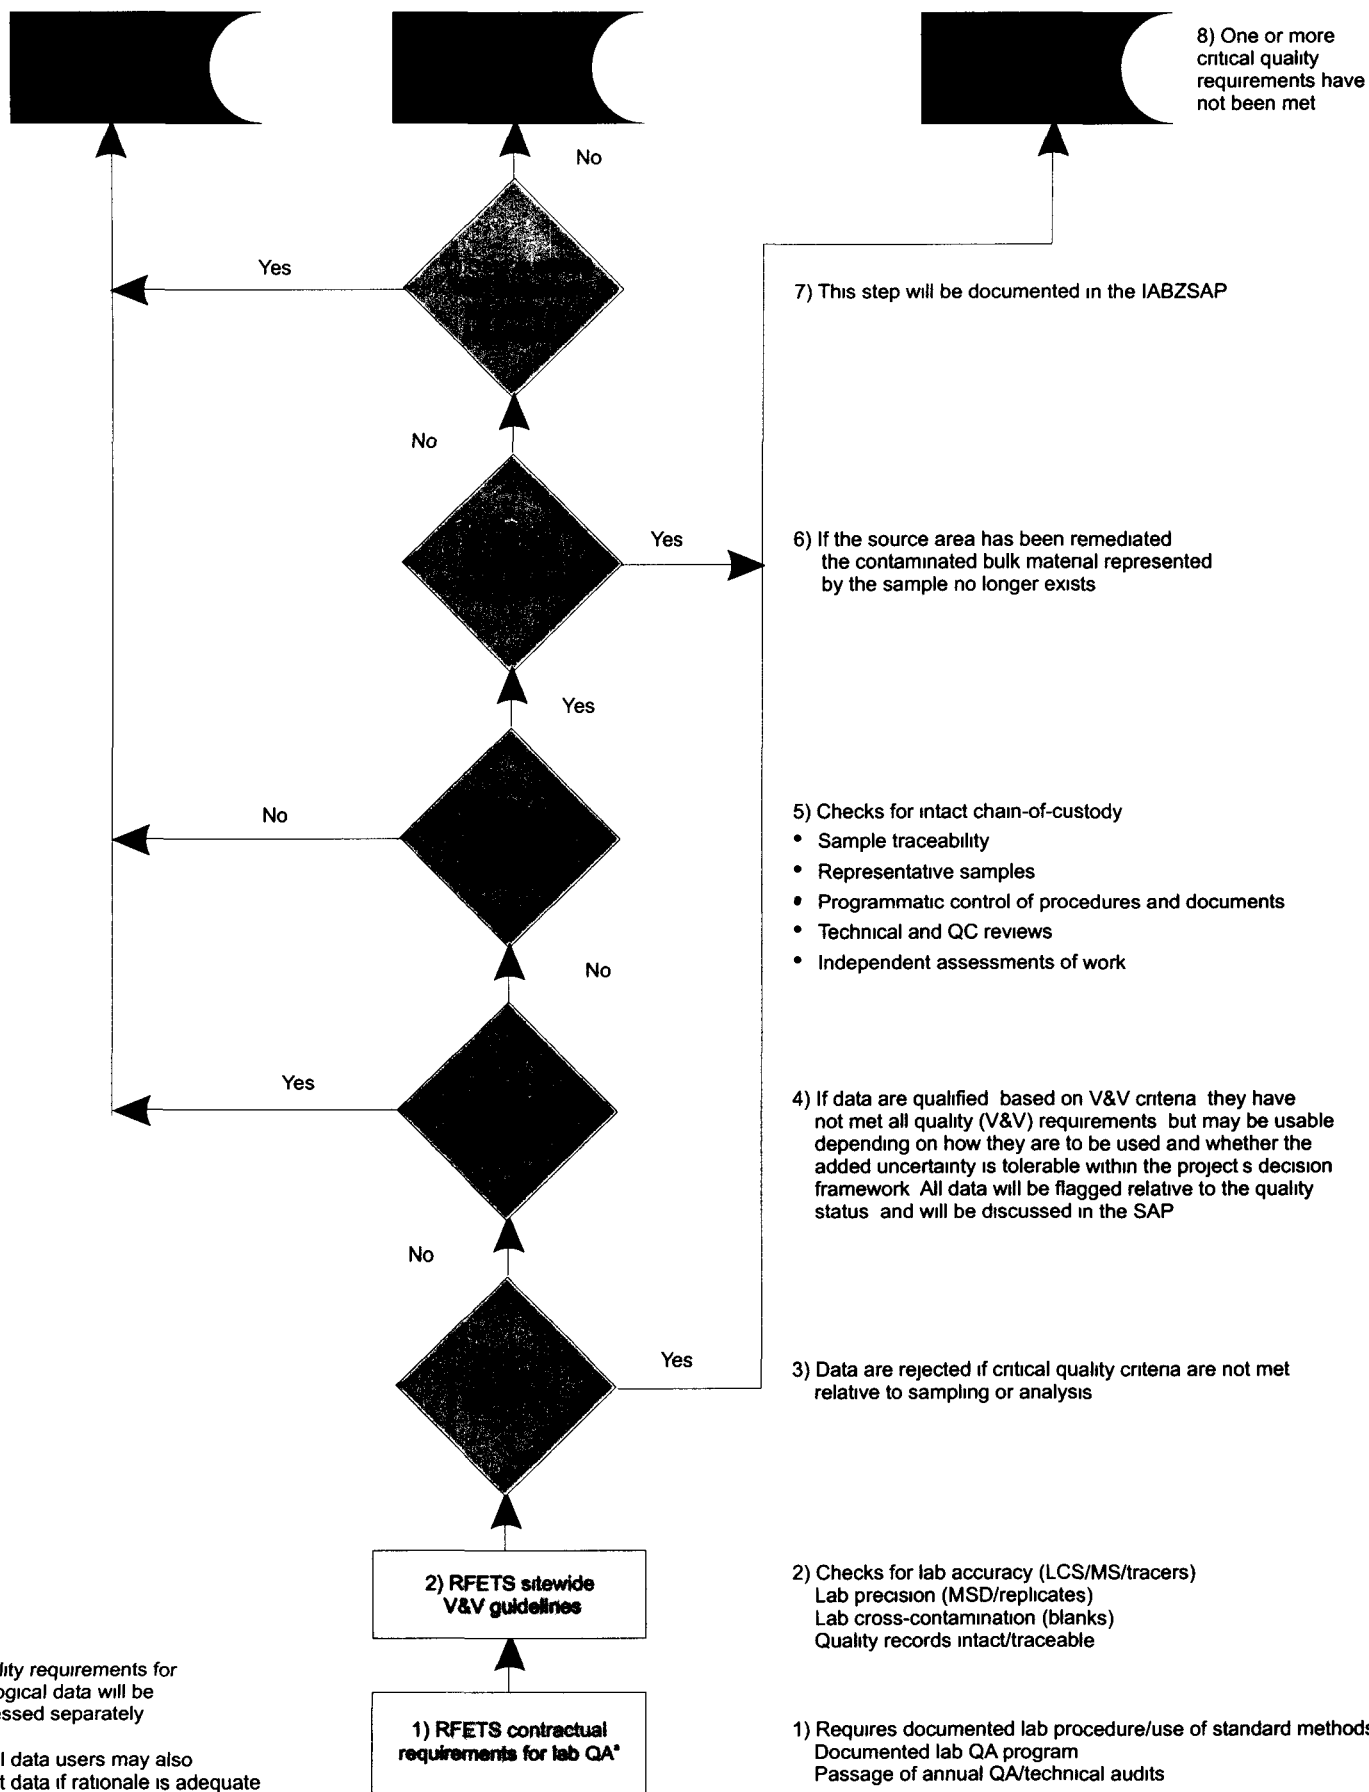 8) One or more
critical quality
requirements have
not been met
No
Yes
7) This step will be documented in the IABZSAP
No
Yes
6) If the source area has been remediated
the contaminated bulk material represented
by the sample no longer exists
Yes
No
5) Checks for intact chain-of-custody
• Sample traceability
• Representative samples
• Programmatic control of procedures and documents
• Technical and QC reviews
• Independent assessments of work
No
Yes
4) If data are qualified based on V&V criteria they have
not met all quality (V&V) requirements but may be usable
depending on how they are to be used and whether the
added uncertainty is tolerable within the project s decision
framework All data will be flagged relative to the quality
status and will be discussed in the SAP
No
Yes
3) Data are rejected if critical quality criteria are not met
relative to sampling or analysis
2) RFETS sitewide
V&V guidelines
2) Checks for lab accuracy (LCS/MS/tracers)
Lab precision (MSD/replicates)
Lab cross-contamination (blanks)
Quality records intact/traceable
lity requirements for
ogical data will be
essed separately
1) RFETS contractual
requirements for lab QA*
1) Requires documented lab procedure/use of standard methods
Documented lab QA program
Passage of annual QA/technical audits
l data users may also
t data if rationale is adequate